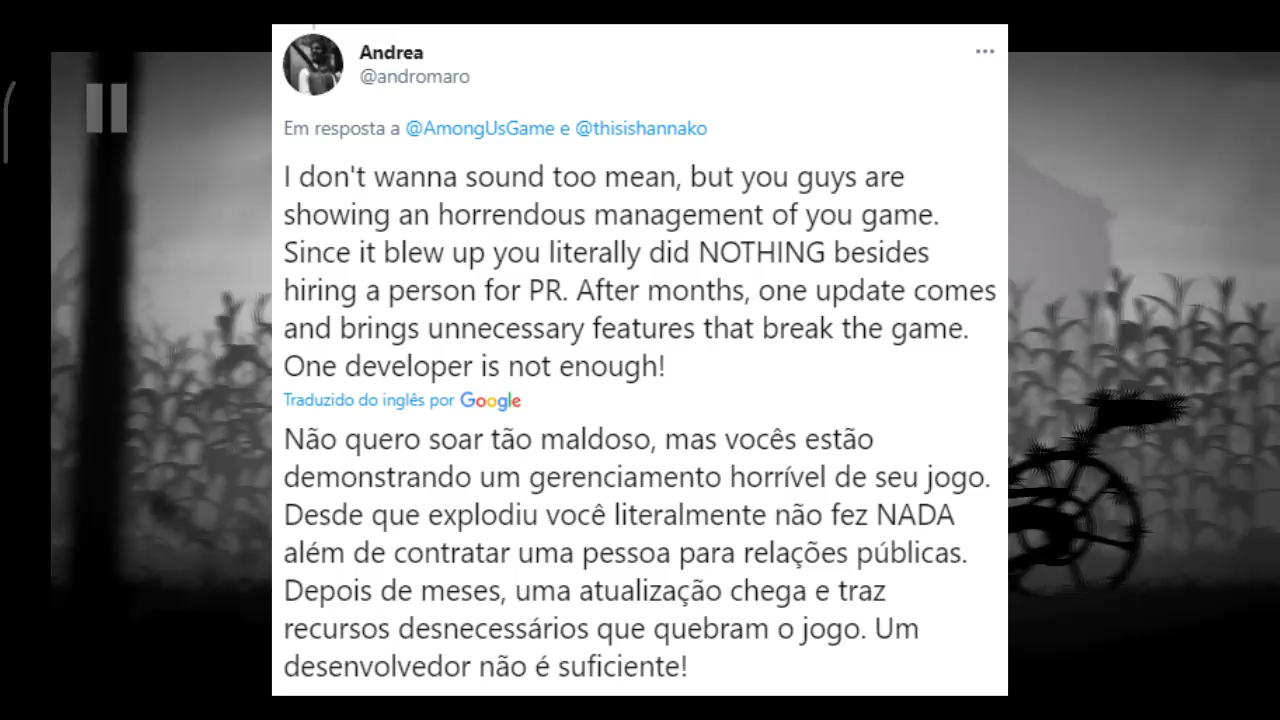 Andrea
@andromaro
Em resposta a @AmongUsGame e @thisishannako
I don't wanna sound too mean, but you guys are
showing an horrendous management of you game.
Since it blew up you literally did NOTHING besides
hiring a person for PR. After months, one update comes
and brings unnecessary features that break the game.
One developer is not enough!
Traduzido do inglês por Google
Não quero soar tão maldoso, mas vocês estão
demonstrando um gerenciamento horrível de seu jogo.
Desde que explodiu você literalmente não fez NADA
além de contratar uma pessoa para relações públicas.
Depois de meses, uma atualização chega e traz
recursos desnecessários que quebram o jogo. Um
desenvolvedor não é suficiente!